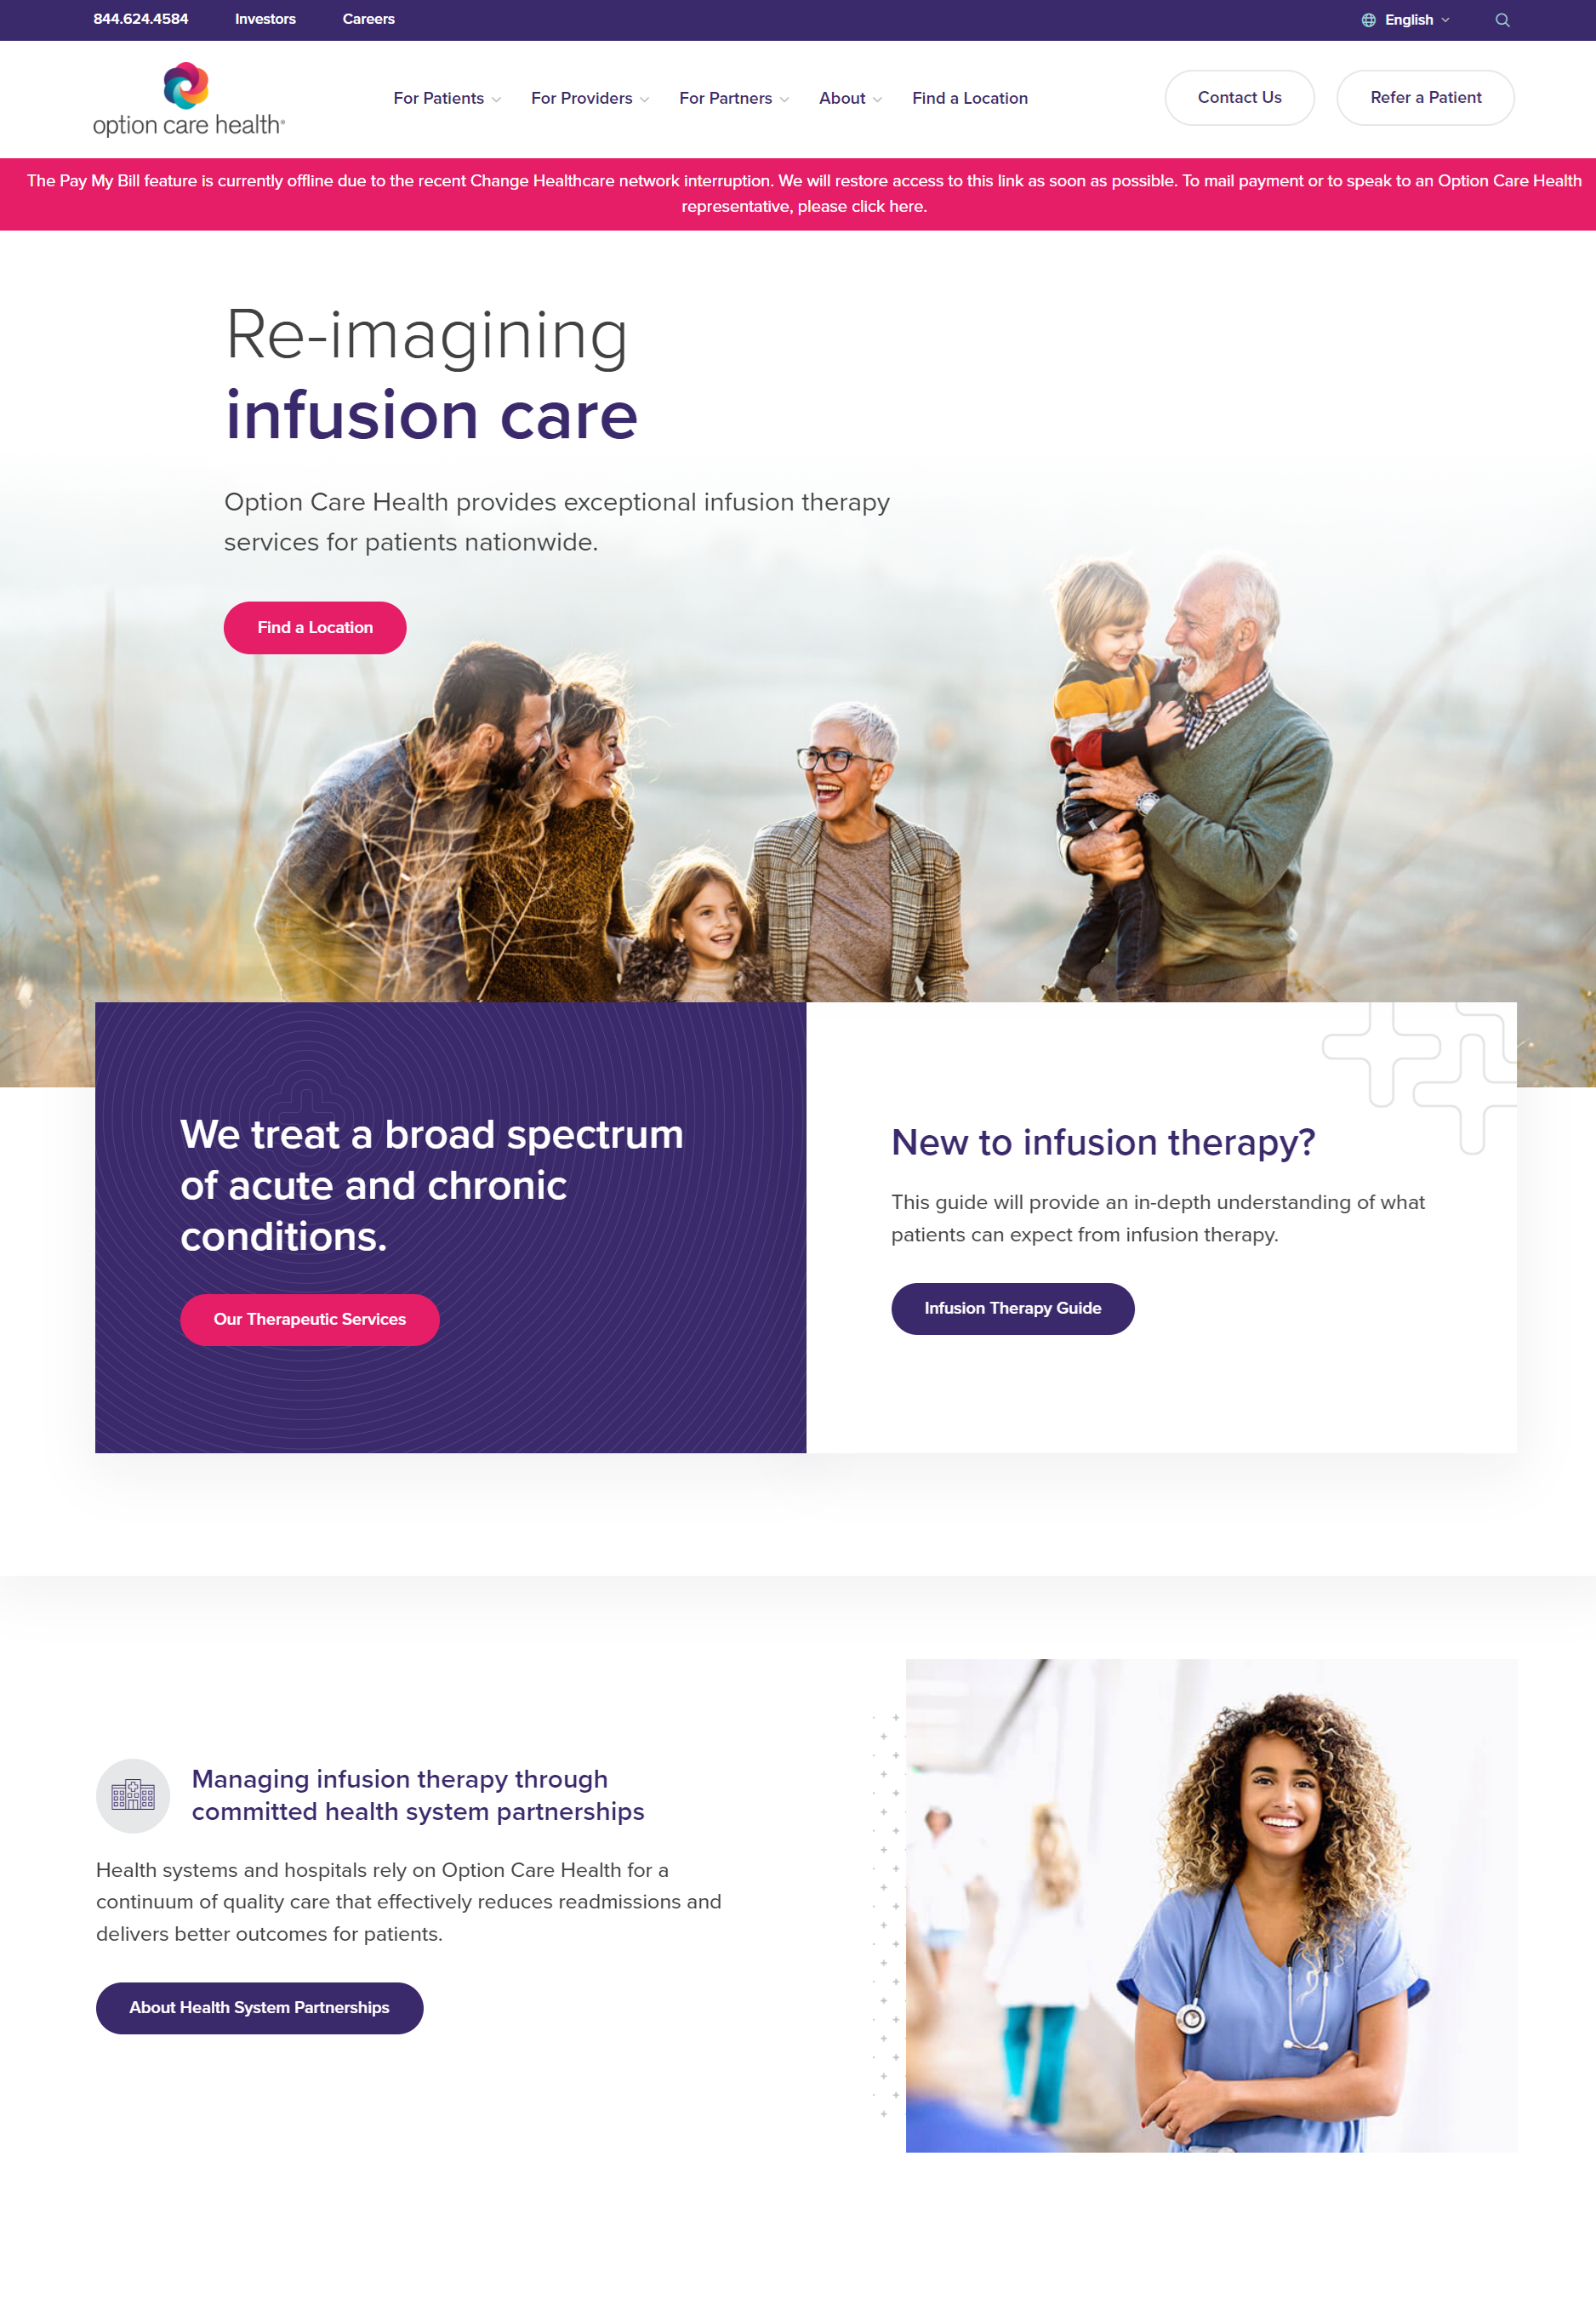 844.624.4584 Investors Careers English
option care health®
For Patients For Providers For Partners About Find a Location Contact Us Refer a Patient
The Pay My Bill feature is currently offline due to the recent Change Healthcare network interruption. We will restore access to this link as soon as possible. To mail payment or to speak to an Option Care Health
representative, please click here.
Re-imagining
infusion care
Option Care Health provides exceptional infusion therapy
services for patients nationwide.
Find a Location
We treat a broad spectrum
of acute and chronic
conditions.
Our Therapeutic Services
New to infusion therapy?
This guide will provide an in-depth understanding of what
patients can expect from infusion therapy.
Infusion Therapy Guide
Managing infusion therapy through
committed health system partnerships
Health systems and hospitals rely on Option Care Health for a
continuum of quality care that effectively reduces readmissions and
delivers better outcomes for patients.
About Health System Partnerships